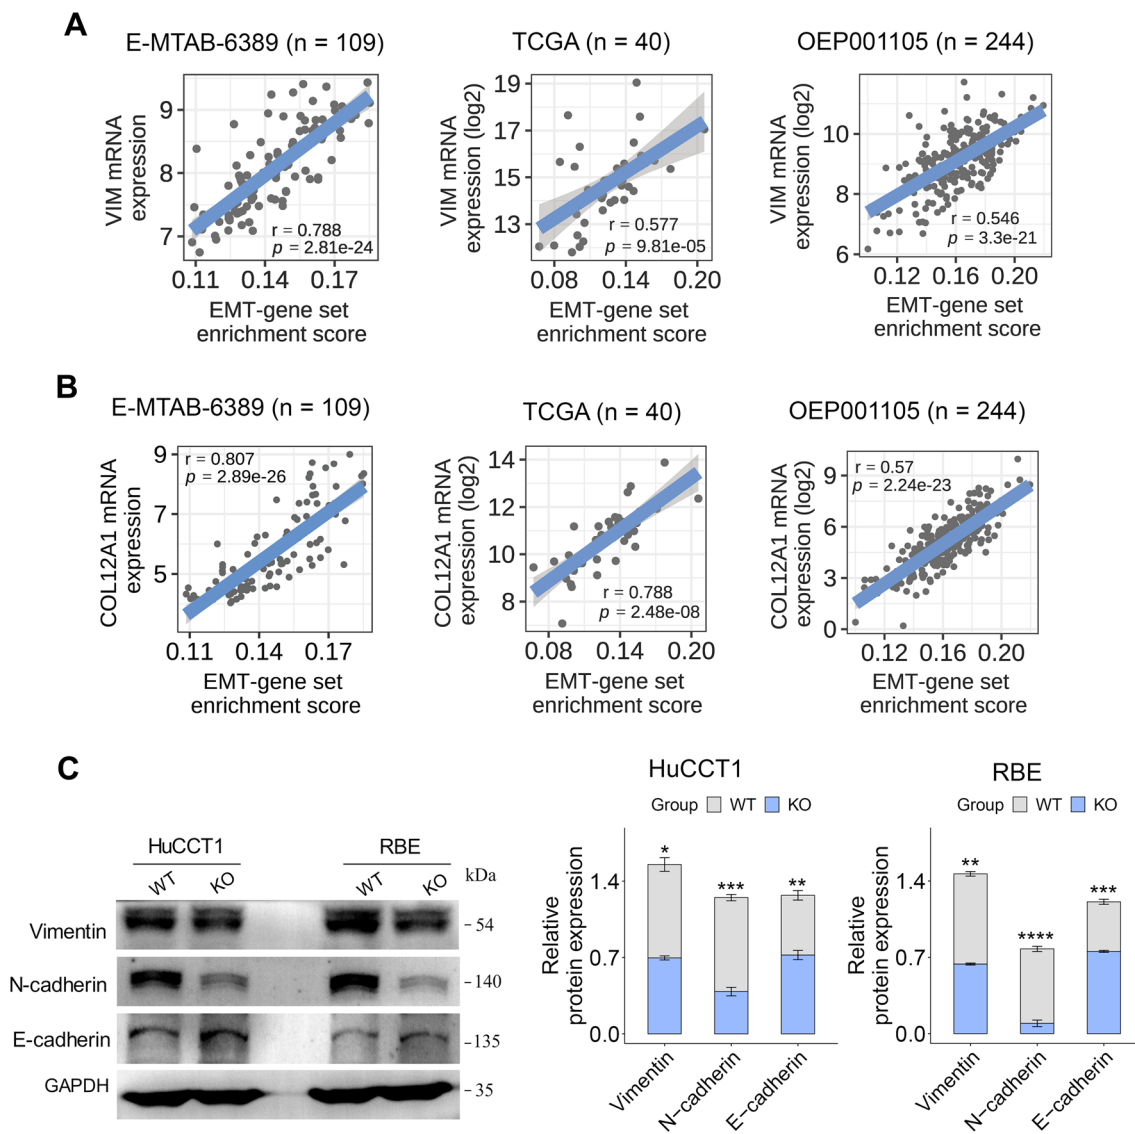 A
E-MTAB-6389 (n = 109)
TCGA (n = 40)
OEP001105 (n = 244)
VIM mRNA
expression
9
8
7
r = 0.788
p = 2.81e-24
0.11
0.14
0.17
EMT-gene set
enrichment score
VIM mRNA
expression (log2)
19
17
15
13
r = 0.577
p = 9.81e-05
0.08
0.14
0.20
EMT-gene set
enrichment score
VIM mRNA
expression (log2)
10
8
6
r = 0.546
p = 3.3e-21
0.12
0.16
0.20
EMT-gene set
enrichment score
B
E-MTAB-6389 (n = 109)
TCGA (n = 40)
OEP001105 (n = 244)
COL12A1 mRNA
expression
9
7
5
r = 0.807
p = 2.89e-26
0.11
0.14
0.17
EMT-gene set
enrichment score
COL12A1 mRNA
expression (log2)
14
12
10
8
r = 0.788
p = 2.48e-08
0.08
0.14
0.20
EMT-gene set
enrichment score
COL12A1 mRNA
expression (log2)
9
6
3
0
r = 0.57
p = 2.24e-23
0.12
0.16
0.20
EMT-gene set
enrichment score
C
HuCCT1
RBE
WT
KO
WT
KO
kDa
Vimentin
54
N-cadherin
140
E-cadherin
135
GAPDH
35
HuCCT1
Group WT KO
Relative
protein expression
1.4
0.7
0.0
*
***
**
Vimentin
N−cadherin
E−cadherin
RBE
Group WT KO
Relative
protein expression
1.4
0.7
0.0
**
****
***
Vimentin
N−cadherin
E−cadherin